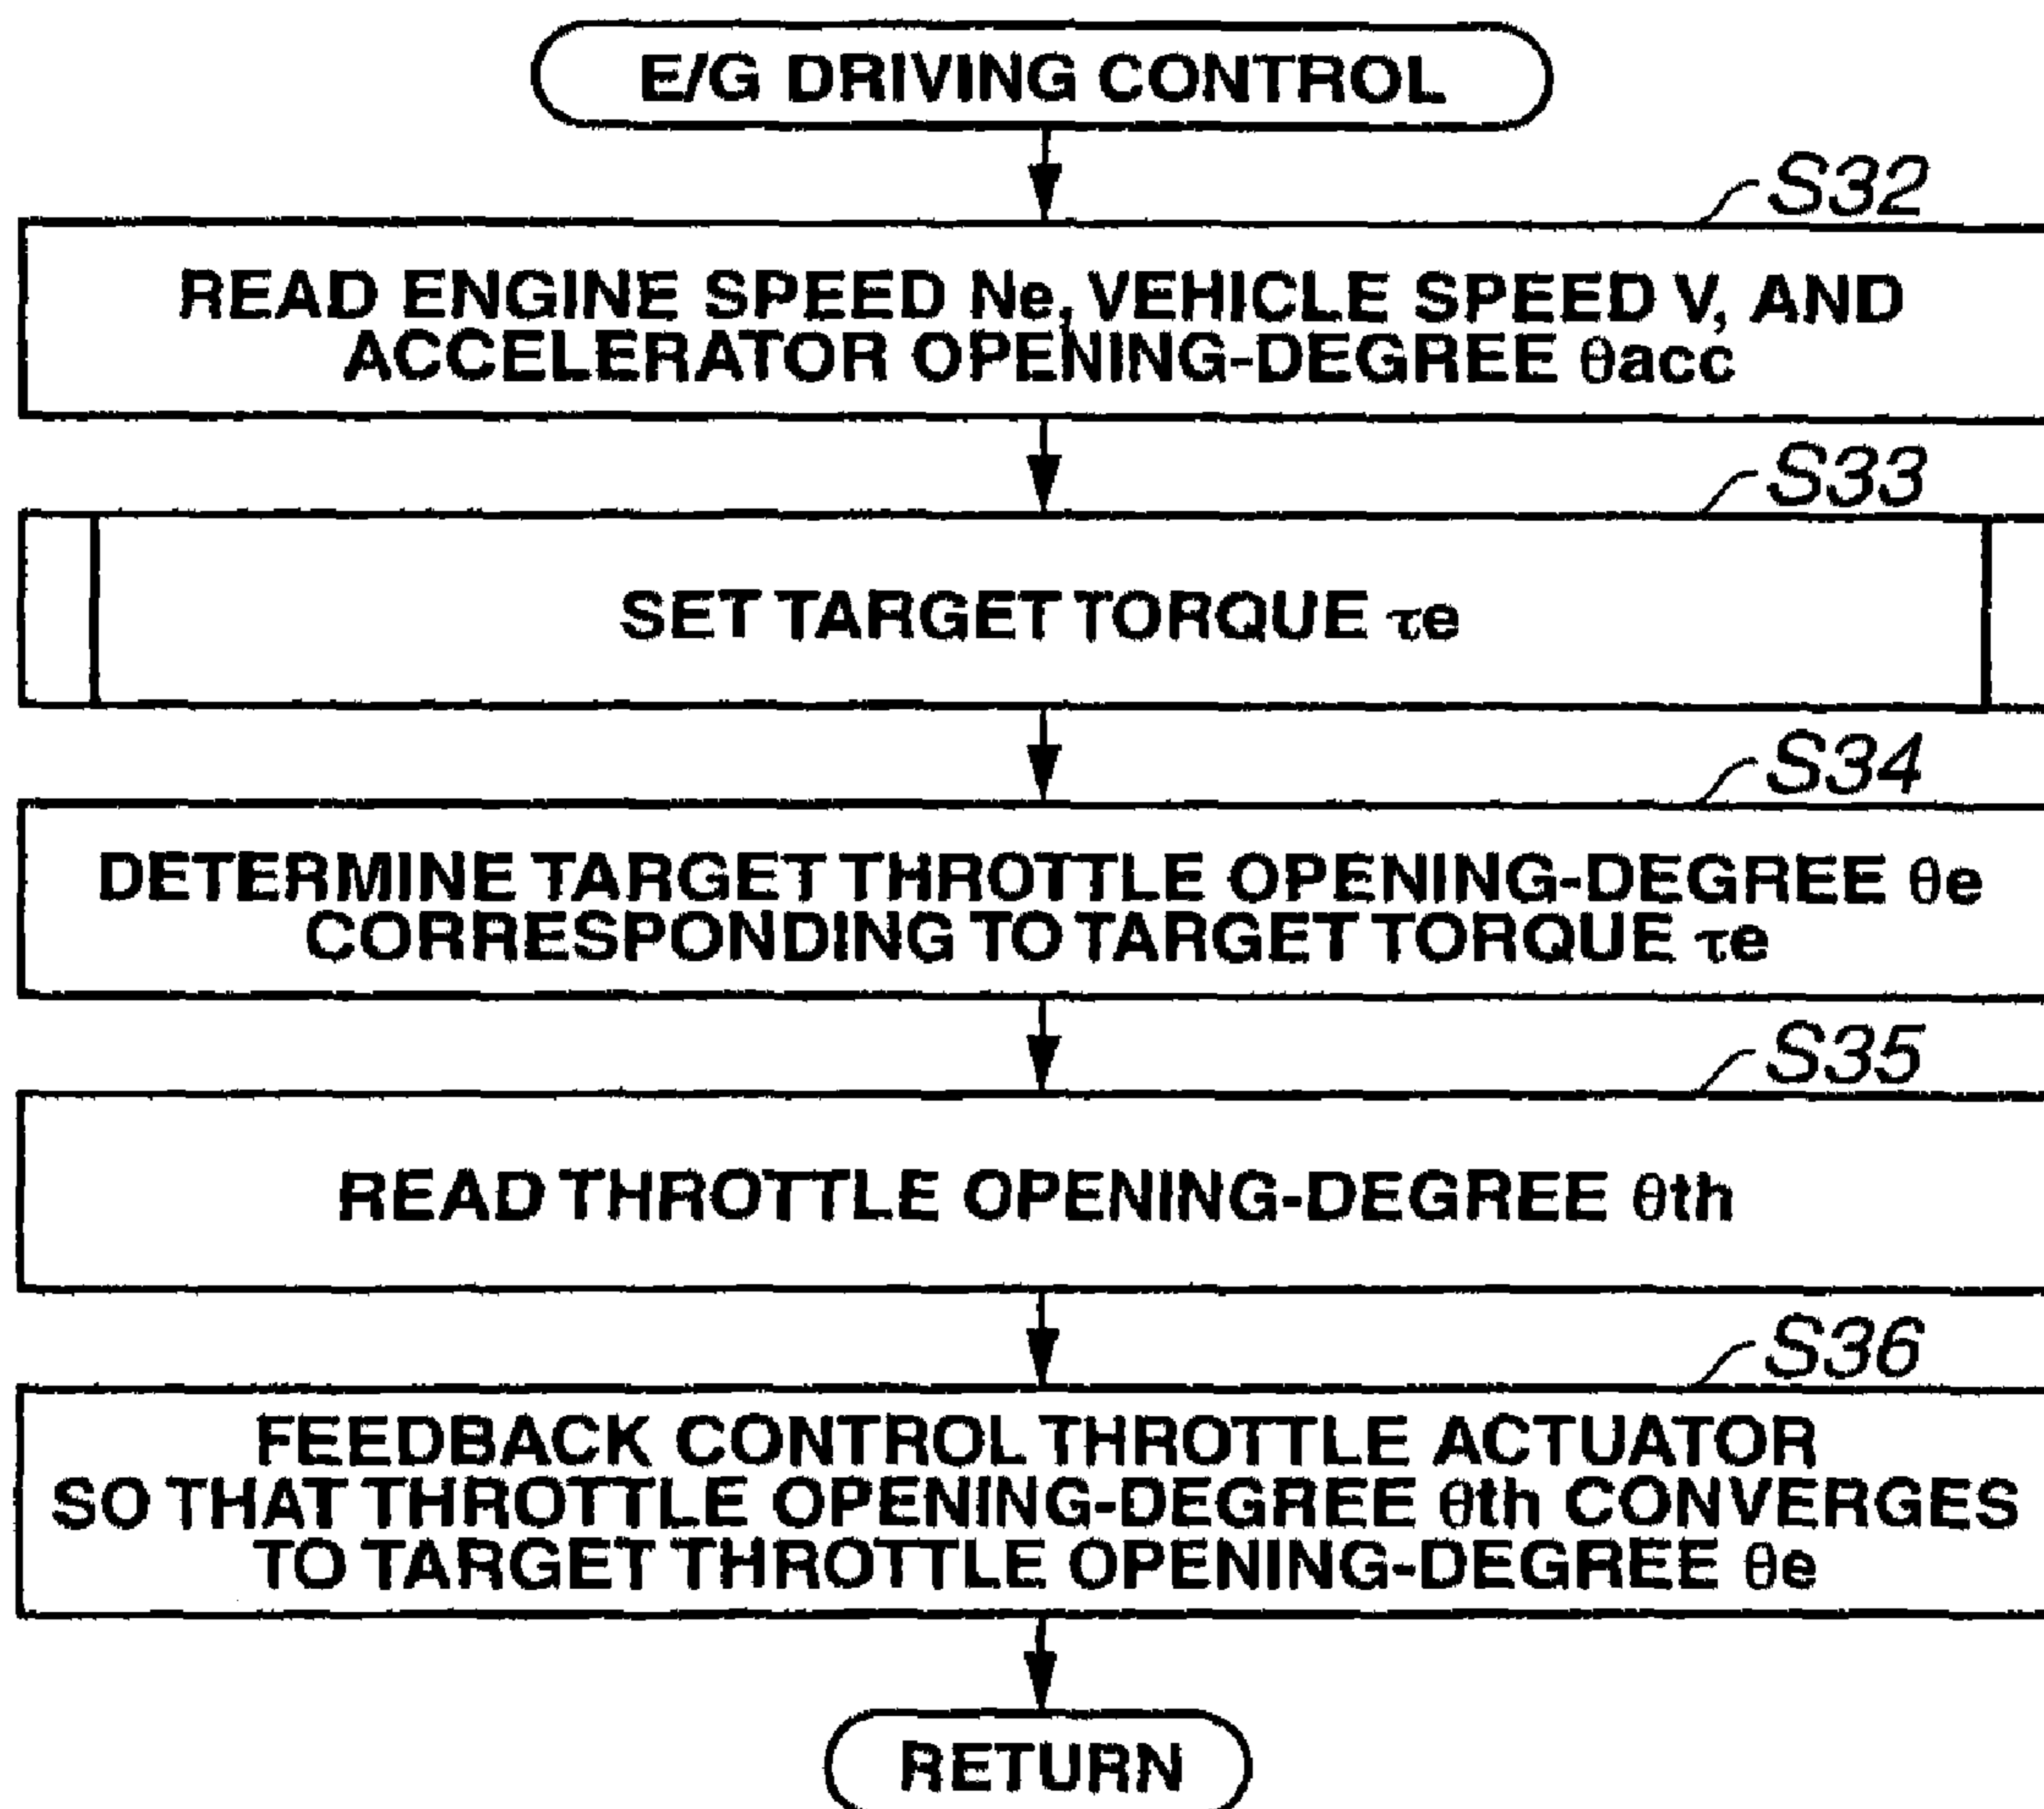 E/G DRIVING CONTROL
S32
READ ENGINE SPEED Ne, VEHICLE SPEED V, AND
ACCELERATOR OPENING-DEGREE θacc
S33
SET TARGET TORQUE τe
S34
DETERMINE TARGET THROTTLE OPENING-DEGREE θe
CORRESPONDING TO TARGET TORQUE τe
S35
READ THROTTLE OPENING-DEGREE θth
S36
FEEDBACK CONTROL THROTTLE ACTUATOR
SO THAT THROTTLE OPENING-DEGREE θth CONVERGES
TO TARGET THROTTLE OPENING-DEGREE θe
RETURN